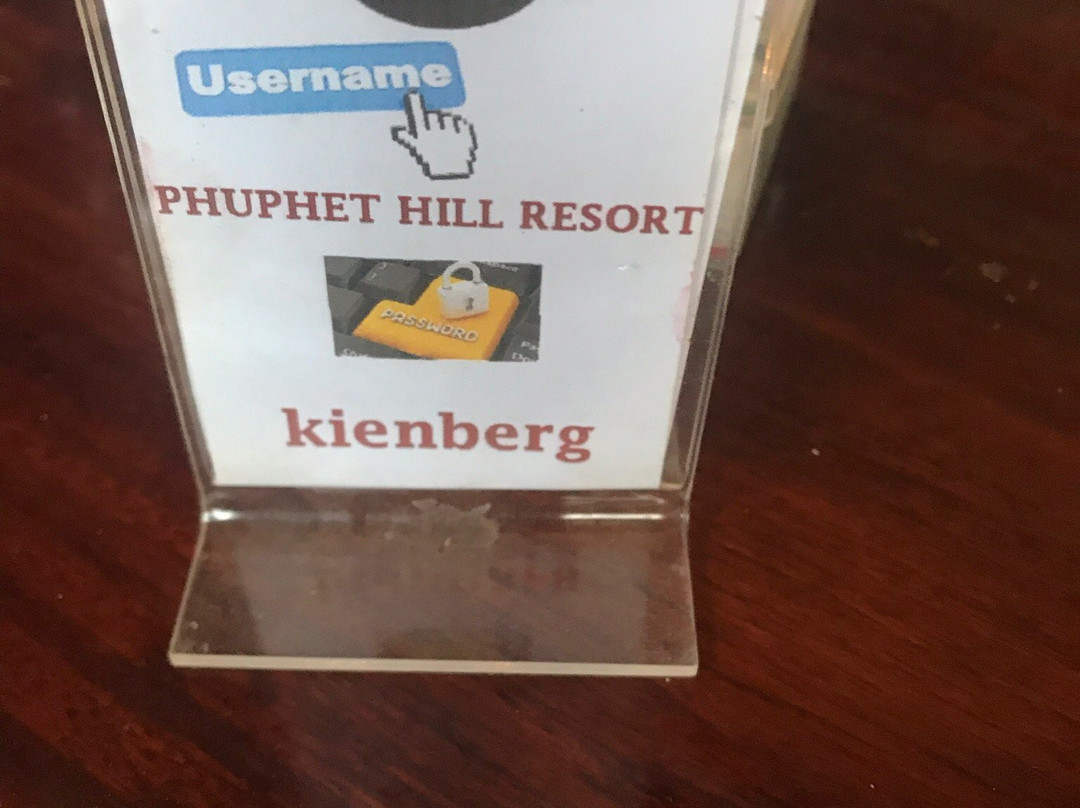 Username
PHUPHET HILL RESORT
PASSWORD
kienberg